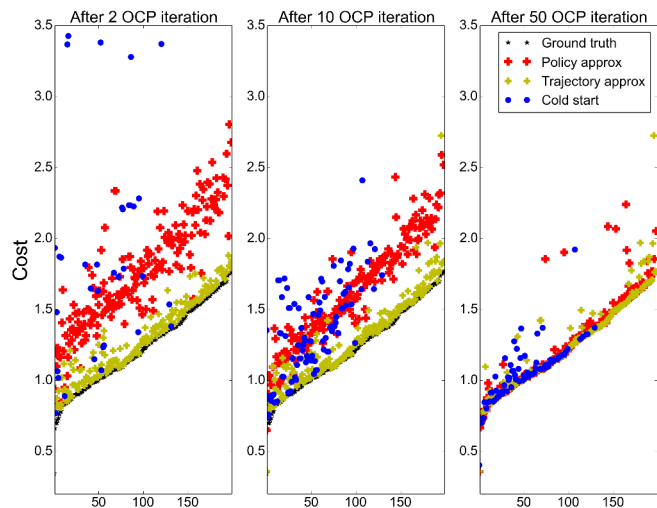 After 2 OCP iteration
After 10 OCP iteration
After 50 OCP iteration
Ground truth
Policy approx
Trajectory approx
Cold start
Cost
3.5
3.0
2.5
2.0
1.5
1.0
0.5
50 100 150
3.5
3.0
2.5
2.0
1.5
1.0
0.5
50 100 150
3.5
3.0
2.5
2.0
1.5
1.0
0.5
50 100 150